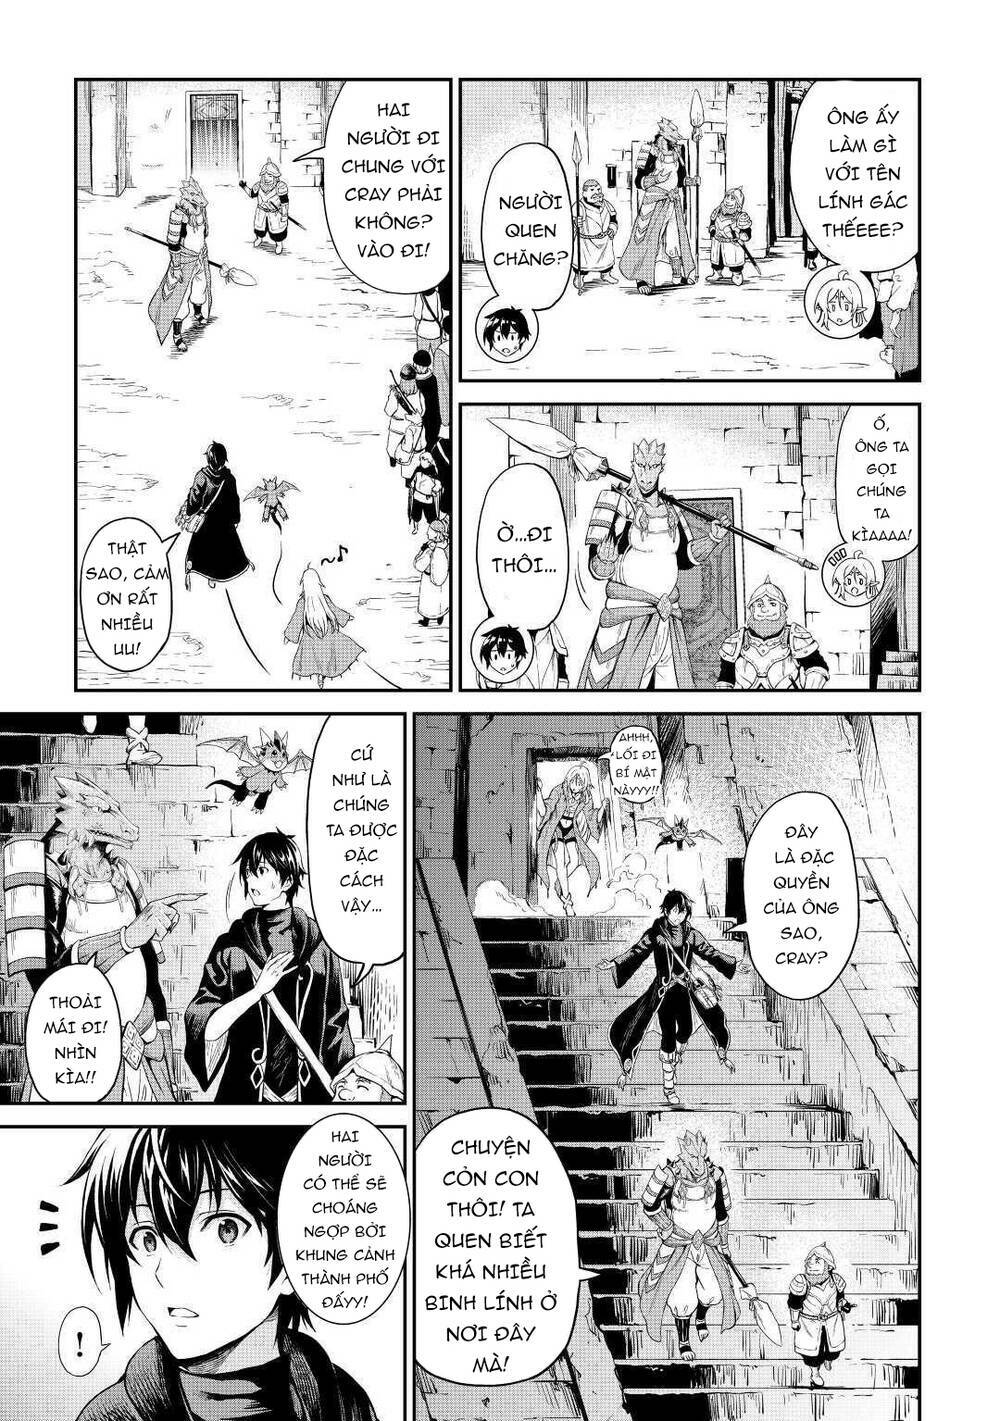 ÔNG ẤY
LÀM GÌ
VỚI TÊN
LÍNH GÁC
THẾEEE?
NGƯỜI
QUEN
CHĂNG?
Ố,
ÔNG TA
GỌI
CHÚNG
TA
KÌAAAA!
Ờ...ĐI
THÔI...
HAI
NGƯỜI ĐI
CHUNG VỚI
CRAY PHẢI
KHÔNG?
VÀO ĐI!
THẬT
SAO, CẢM
ƠN RẤT
NHIỀU
UU!
AHHH,
LỐI ĐI
BÍ MẬT
NÀYYY!!
ĐÂY
LÀ ĐẶC
QUYỀN
CỦA ÔNG
SAO,
CRAY?
CHUYỆN
CỎN CON
THÔI! TA
QUEN BIẾT
KHÁ NHIỀU
BINH LÍNH Ở
NƠI ĐÂY
MÀ!
CỨ
NHƯ LÀ
CHÚNG
TA ĐƯỢC
ĐẶC
CÁCH
VẬY...
THOẢI
MÁI ĐI!
NHÌN
KÌA!!
HAI
NGƯỜI
CÓ THỂ SẼ
CHOÁNG
NGỢP BỞI
KHUNG CẢNH
THÀNH PHỐ
ĐẤYY!
!